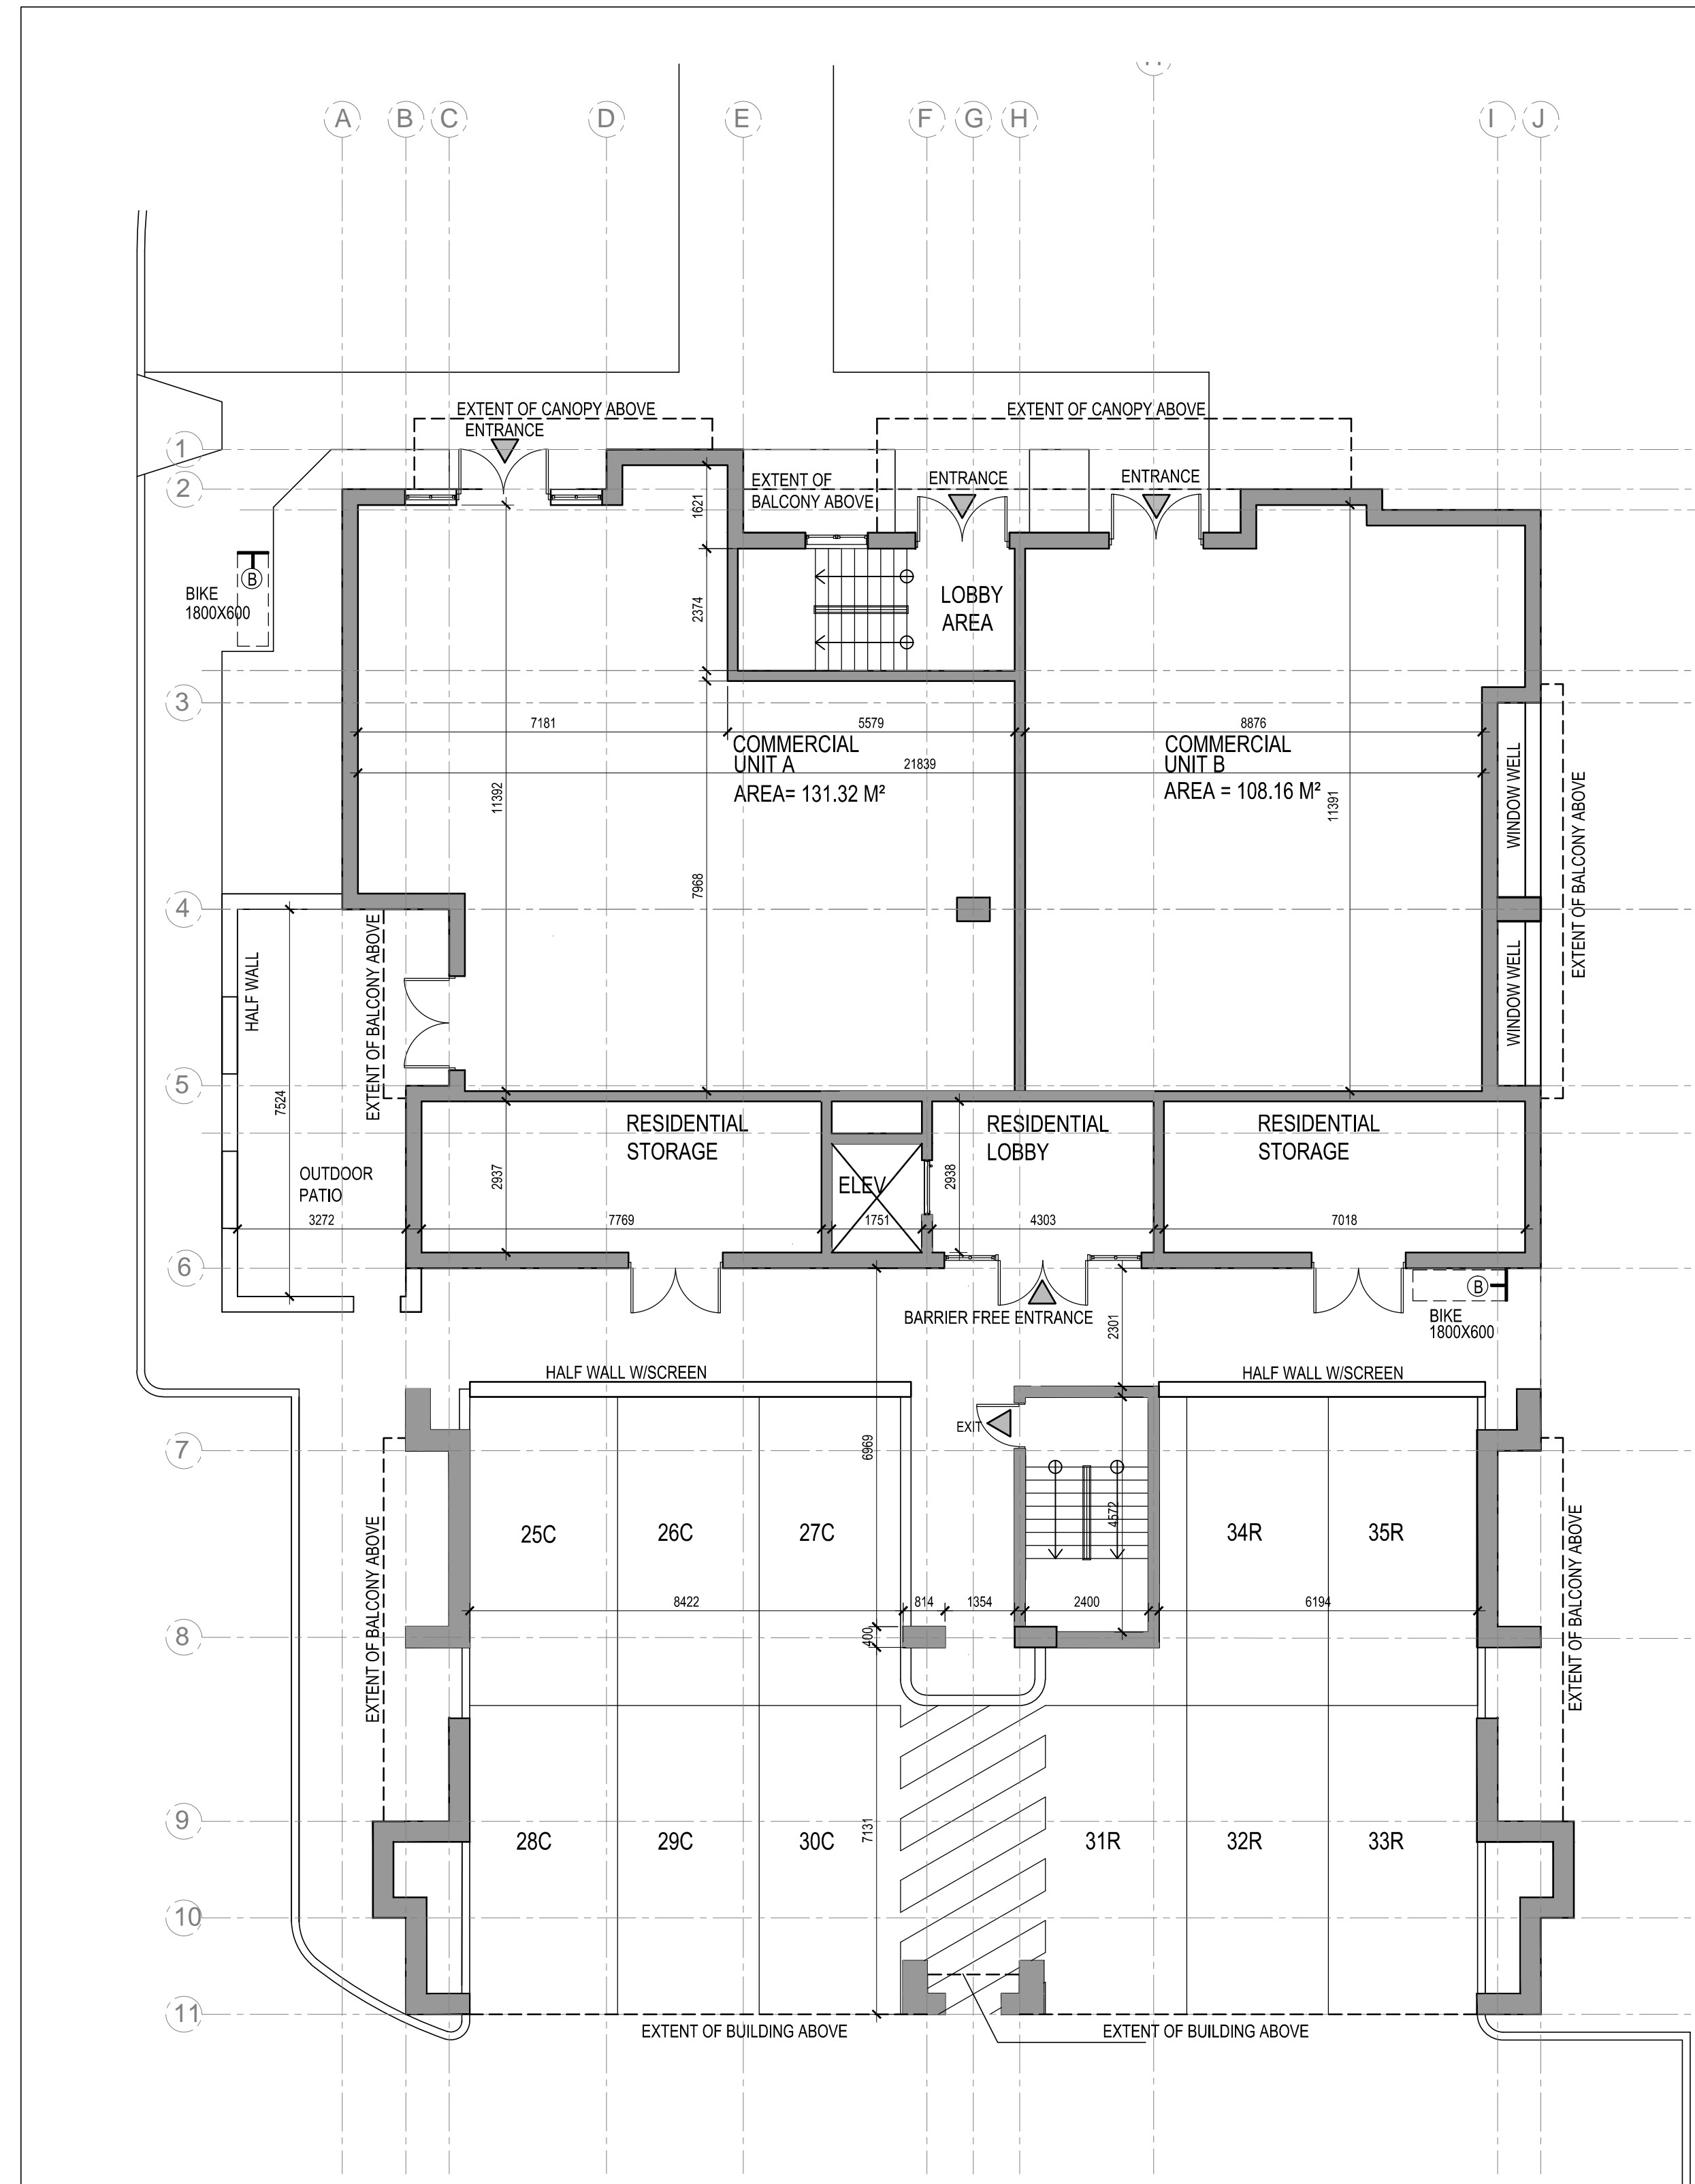 A
B
C
D
E
F
G
H
I
J
EXTENT OF CANOPY ABOVE
ENTRANCE
EXTENT OF CANOPY ABOVE
1
2
EXTENT OF
BALCONY ABOVE
ENTRANCE
ENTRANCE
1621
BIKE
1800X600
B
2374
LOBBY
AREA
3
7181
5579
8876
COMMERCIAL
UNIT A
21839
AREA= 131.32 M²
COMMERCIAL
UNIT B
AREA = 108.16 M²
11392
11391
WINDOW WELL
EXTENT OF BALCONY ABOVE
7968
4
HALF WALL
EXTENT OF BALCONY ABOVE
WINDOW WELL
5
7524
RESIDENTIAL
STORAGE
RESIDENTIAL
LOBBY
RESIDENTIAL
STORAGE
OUTDOOR
PATIO
2937
ELEV
2938
3272
7769
1751
4303
7018
6
B
BARRIER FREE ENTRANCE
2301
BIKE
1800X600
HALF WALL W/SCREEN
HALF WALL W/SCREEN
EXIT
7
6969
EXTENT OF BALCONY ABOVE
25C
26C
27C
4572
34R
35R
EXTENT OF BALCONY ABOVE
8422
814
1354
2400
6194
8
400
9
28C
29C
30C
7131
31R
32R
33R
10
11
EXTENT OF BUILDING ABOVE
EXTENT OF BUILDING ABOVE